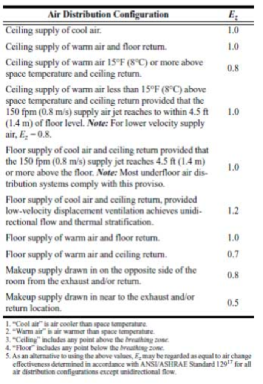 Air Distribution Configuration E_z
Ceiling supply of cool air. 1.0
Ceiling supply of warm air and floor return. 1.0
Ceiling supply of warm air 15°F (8°C) or more above
space temperature and ceiling return. 0.8
Ceiling supply of warm air less than 15°F (8°C) above
space temperature and ceiling return provided that the
150 fpm (0.8 m/s) supply air jet reaches to within 4.5 ft
(1.4 m) of floor level. Note: For lower velocity supply
air, E_z = 0.8. 1.0
Floor supply of cool air and ceiling return provided that
the 150 fpm (0.8 m/s) supply jet reaches 4.5 ft (1.4 m)
or more above the floor. Note: Most underfloor air dis-
tribution systems comply with this proviso. 1.0
Floor supply of cool air and ceiling return, provided
low-velocity displacement ventilation achieves unidi-
rectional flow and thermal stratification. 1.2
Floor supply of warm air and floor return. 1.0
Floor supply of warm air and ceiling return. 0.7
Makeup supply drawn in on the opposite side of the
room from the exhaust and/or return. 0.8
Makeup supply drawn in near to the exhaust and/or
return location. 0.5
1. "Cool air" is air cooler than space temperature.
2. "Warm air" is air warmer than space temperature.
3. "Ceiling" includes any point above the breathing zone.
4. "Floor" includes any point below the breathing zone.
5. As an alternative to using the above values, E_z may be regarded as equal to air change
effectiveness determined in accordance with ANSI/ASHRAE Standard 129¹⁷ for all
air distribution configurations except unidirectional flow.